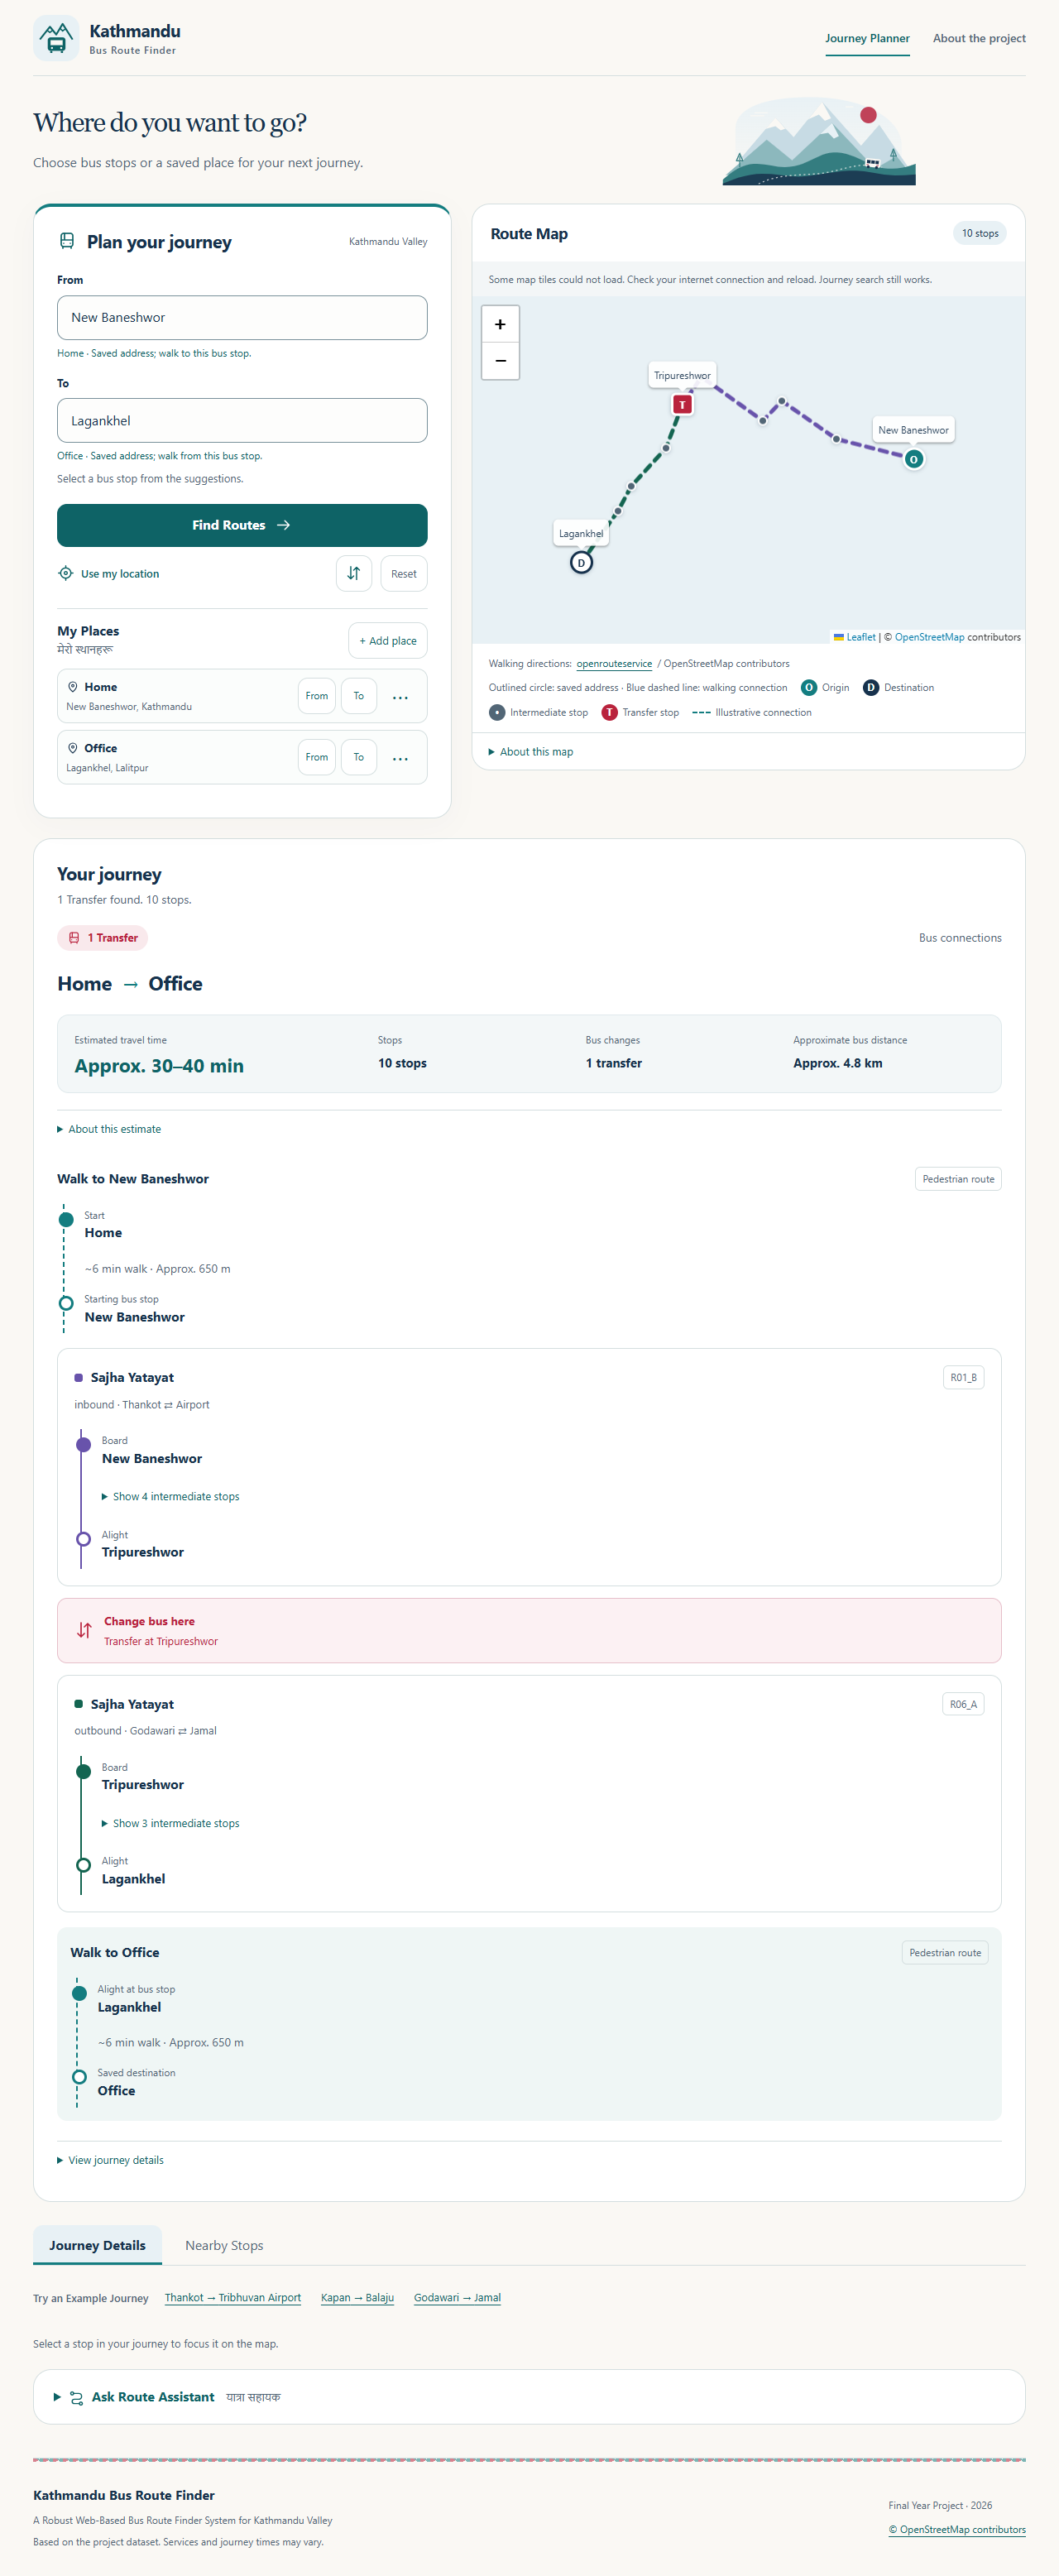 Kathmandu
Bus Route Finder
Journey Planner
About the project
Where do you want to go?
Choose bus stops or a saved place for your next journey.
Plan your journey
Kathmandu Valley
From
New Baneshwor
Home · Saved address; walk to this bus stop.
To
Lagankhel
Office · Saved address; walk from this bus stop.
Select a bus stop from the suggestions.
Find Routes →
Use my location
Reset
My Places
मेरो स्थानहरू
+ Add place
Home
New Baneshwor, Kathmandu
From
To
...
Office
Lagankhel, Lalitpur
From
To
...
Route Map
10 stops
Some map tiles could not load. Check your internet connection and reload. Journey search still works.
+
−
Tripureshwor
T
New Baneshwor
O
Lagankhel
D
Leaflet | © OpenStreetMap contributors
Walking directions: openrouteservice / OpenStreetMap contributors
Outlined circle: saved address · Blue dashed line: walking connection
O Origin
D Destination
Intermediate stop
T Transfer stop
Illustrative connection
▶ About this map
Your journey
1 Transfer found. 10 stops.
1 Transfer
Bus connections
Home → Office
Estimated travel time
Approx. 30–40 min
Stops
10 stops
Bus changes
1 transfer
Approximate bus distance
Approx. 4.8 km
▶ About this estimate
Walk to New Baneshwor
Pedestrian route
Start
Home
~6 min walk · Approx. 650 m
Starting bus stop
New Baneshwor
Sajha Yatayat
R01_B
inbound · Thankot ⇄ Airport
Board
New Baneshwor
▶ Show 4 intermediate stops
Alight
Tripureshwor
Change bus here
Transfer at Tripureshwor
Sajha Yatayat
R06_A
outbound · Godawari ⇄ Jamal
Board
Tripureshwor
▶ Show 3 intermediate stops
Alight
Lagankhel
Walk to Office
Pedestrian route
Alight at bus stop
Lagankhel
~6 min walk · Approx. 650 m
Saved destination
Office
▶ View journey details
Journey Details
Nearby Stops
Try an Example Journey
Thankot → Tribhuvan Airport
Kapan → Balaju
Godawari → Jamal
Select a stop in your journey to focus it on the map.
▶ Ask Route Assistant यात्रा सहायक
Kathmandu Bus Route Finder
A Robust Web-Based Bus Route Finder System for Kathmandu Valley
Based on the project dataset. Services and journey times may vary.
Final Year Project · 2026
© OpenStreetMap contributors